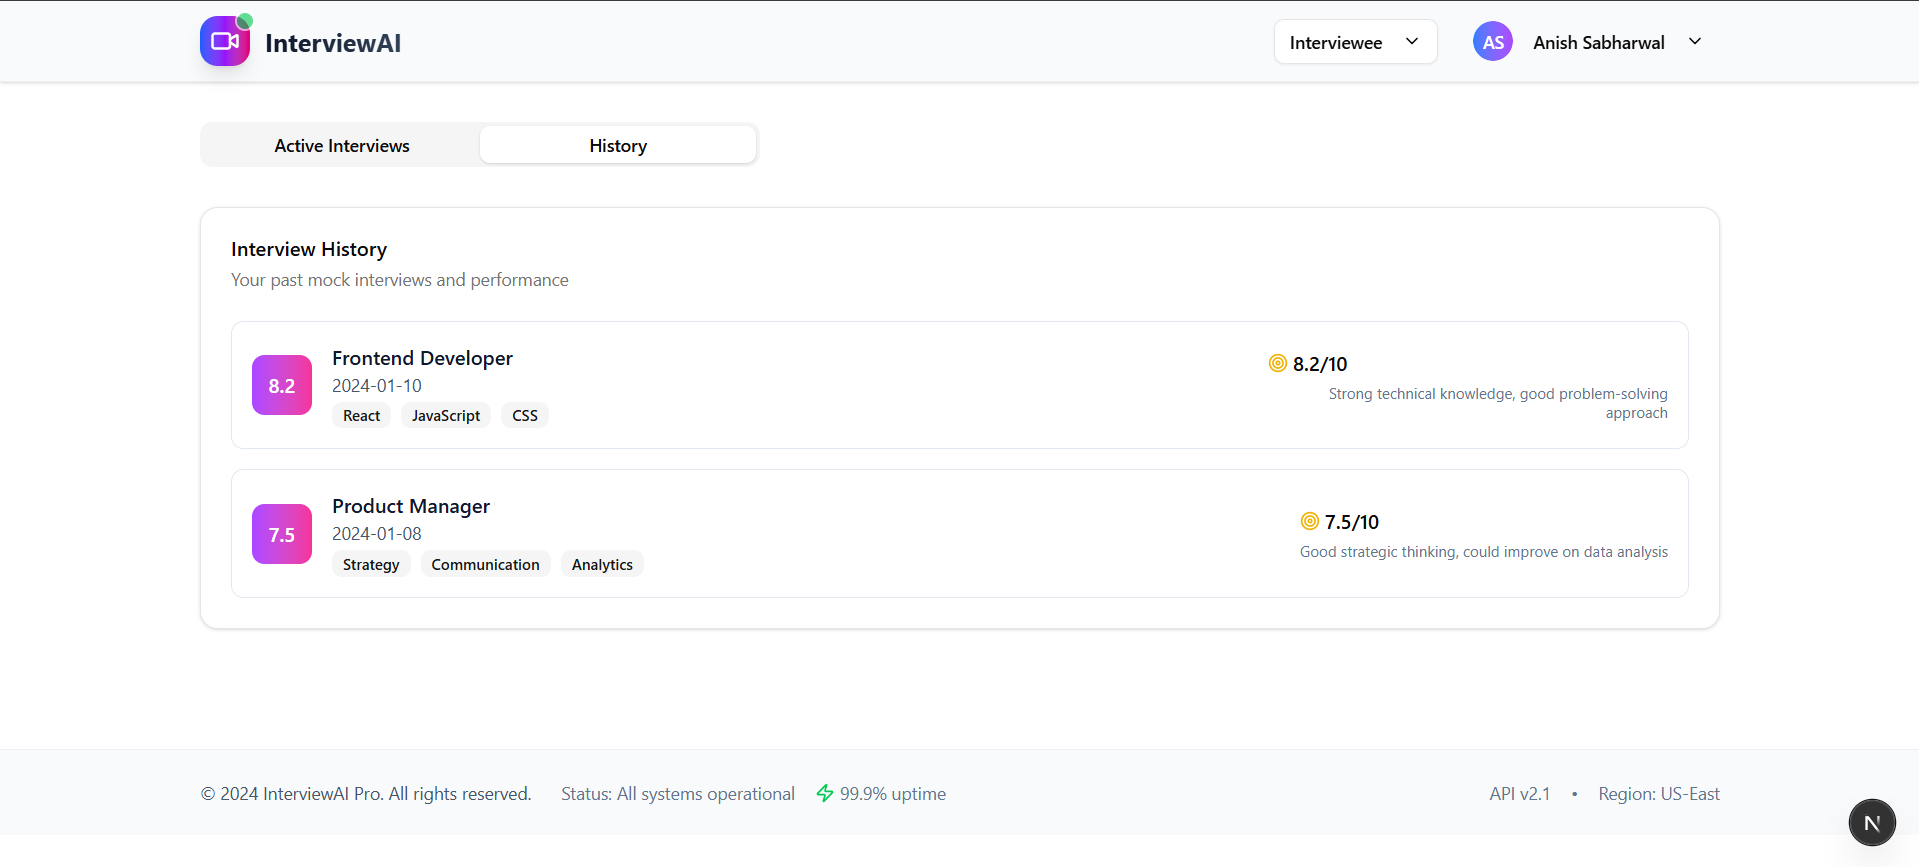 InterviewAI
Interviewee
AS
Anish Sabharwal
Active Interviews
History
Interview History
Your past mock interviews and performance
8.2
Frontend Developer
2024-01-10
React
JavaScript
CSS
8.2/10
Strong technical knowledge, good problem-solving
approach
7.5
Product Manager
2024-01-08
Strategy
Communication
Analytics
7.5/10
Good strategic thinking, could improve on data analysis
© 2024 InterviewAI Pro. All rights reserved.
Status: All systems operational
99.9% uptime
API v2.1
•
Region: US-East
N